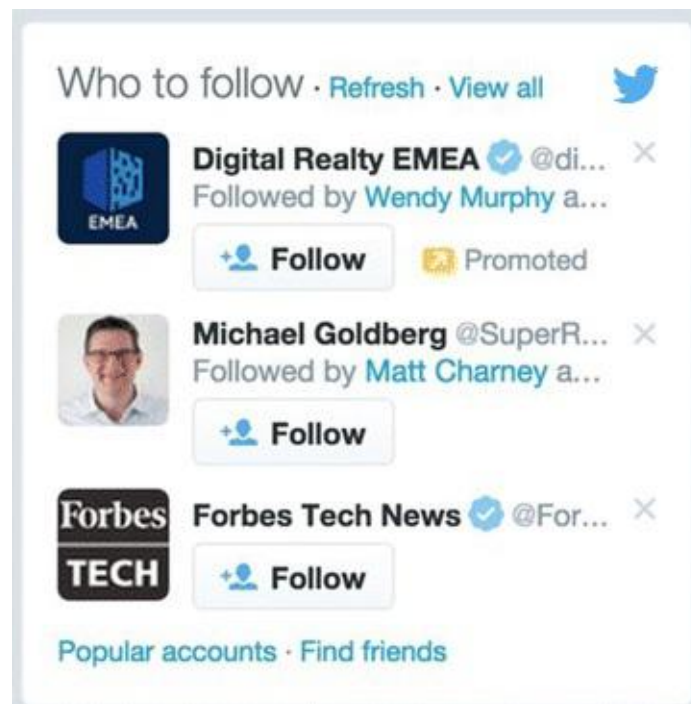 Who to follow · Refresh · View all
EMEA
Digital Realty EMEA @di...
Followed by Wendy Murphy a...
Follow Promoted
Michael Goldberg @SuperR...
Followed by Matt Charney a...
Follow
Forbes
TECH
Forbes Tech News @For...
Follow
Popular accounts · Find friends